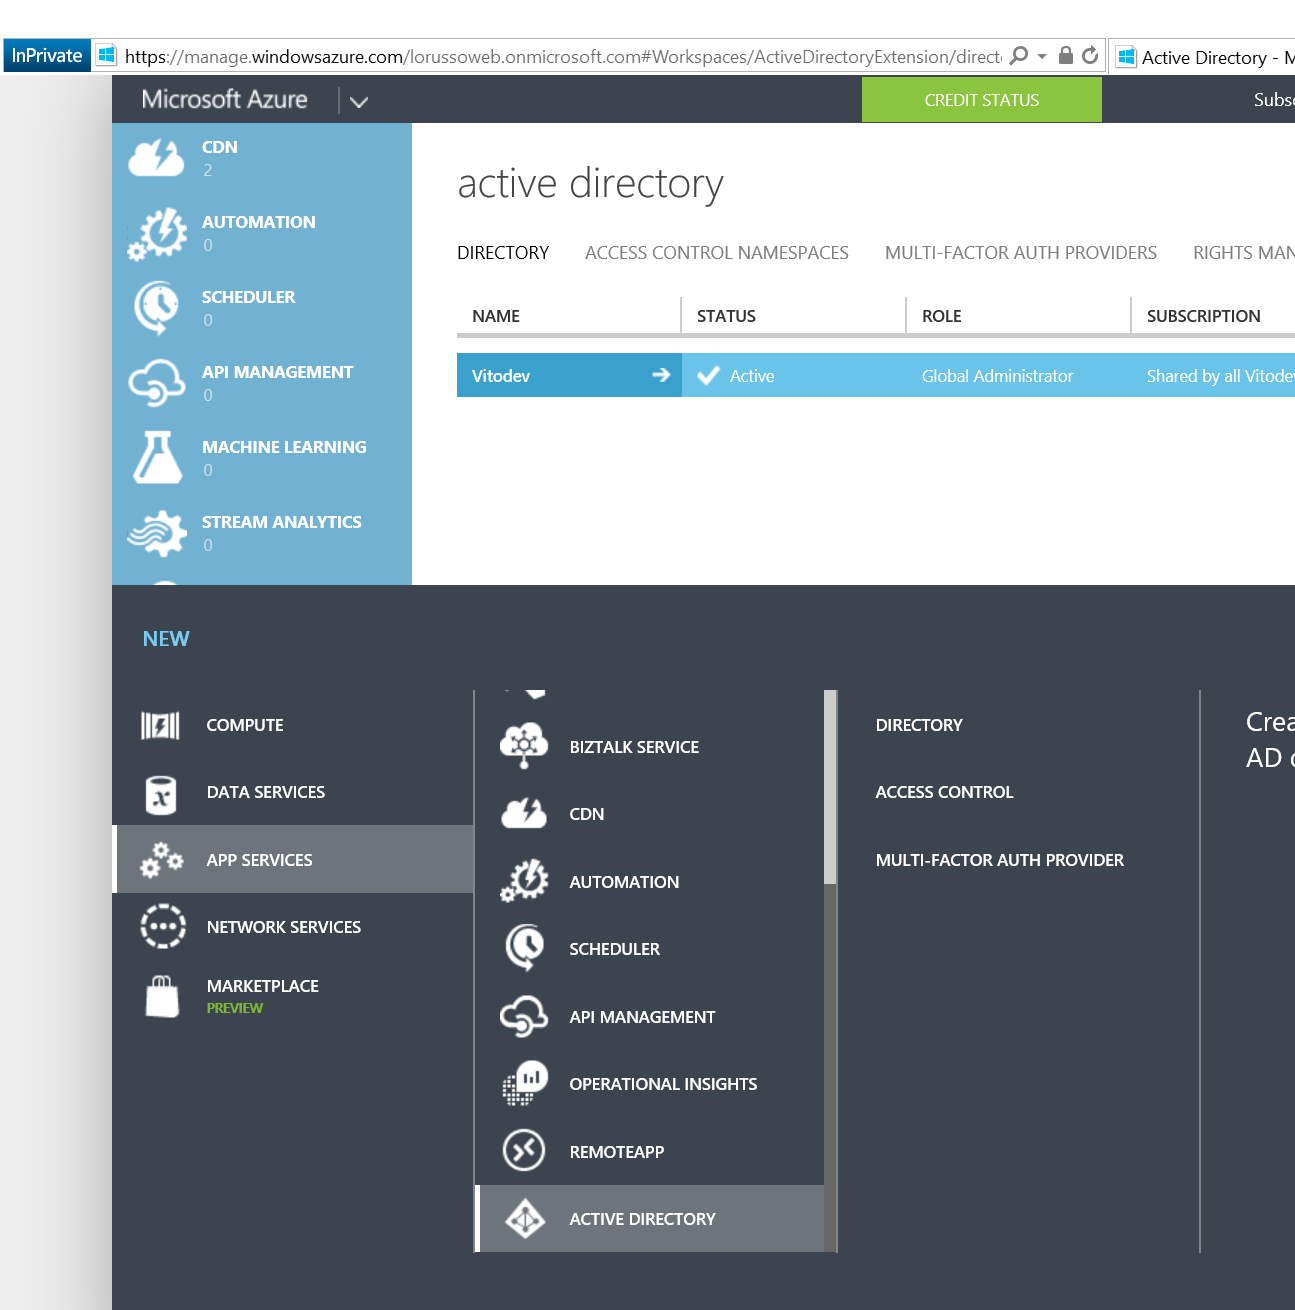 InPrivate
https://manage.windowsazure.com/lorussoweb.onmicrosoft.com#Workspaces/ActiveDirectoryExtension/direct
Active Directory - M
Microsoft Azure
CREDIT STATUS
Subsc
CDN
2
AUTOMATION
0
SCHEDULER
0
API MANAGEMENT
0
MACHINE LEARNING
0
STREAM ANALYTICS
0
active directory
DIRECTORY ACCESS CONTROL NAMESPACES MULTI-FACTOR AUTH PROVIDERS RIGHTS MAN
NAME STATUS ROLE SUBSCRIPTION
Vitodev Active Global Administrator Shared by all Vitodev
NEW
COMPUTE
DATA SERVICES
APP SERVICES
NETWORK SERVICES
MARKETPLACE
PREVIEW
BIZTALK SERVICE
CDN
AUTOMATION
SCHEDULER
API MANAGEMENT
OPERATIONAL INSIGHTS
REMOTEAPP
ACTIVE DIRECTORY
DIRECTORY
ACCESS CONTROL
MULTI-FACTOR AUTH PROVIDER
Crea
AD